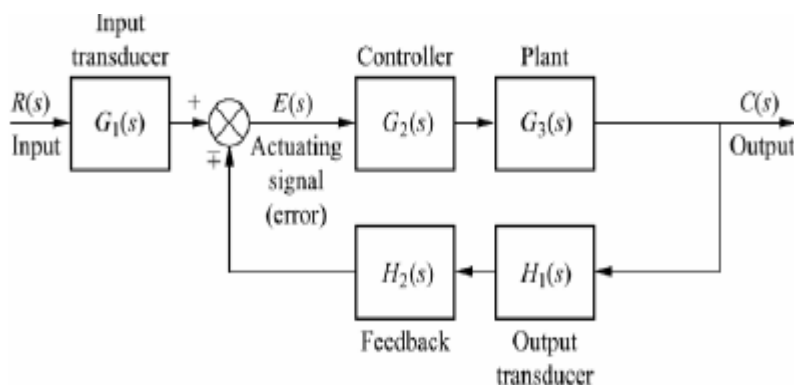 Input
transducer
Controller
Plant
R(s)
Input
G₁(s)
+
∓
E(s)
Actuating
signal
(error)
G₂(s)
G₃(s)
C(s)
Output
H₂(s)
H₁(s)
Feedback
Output
transducer